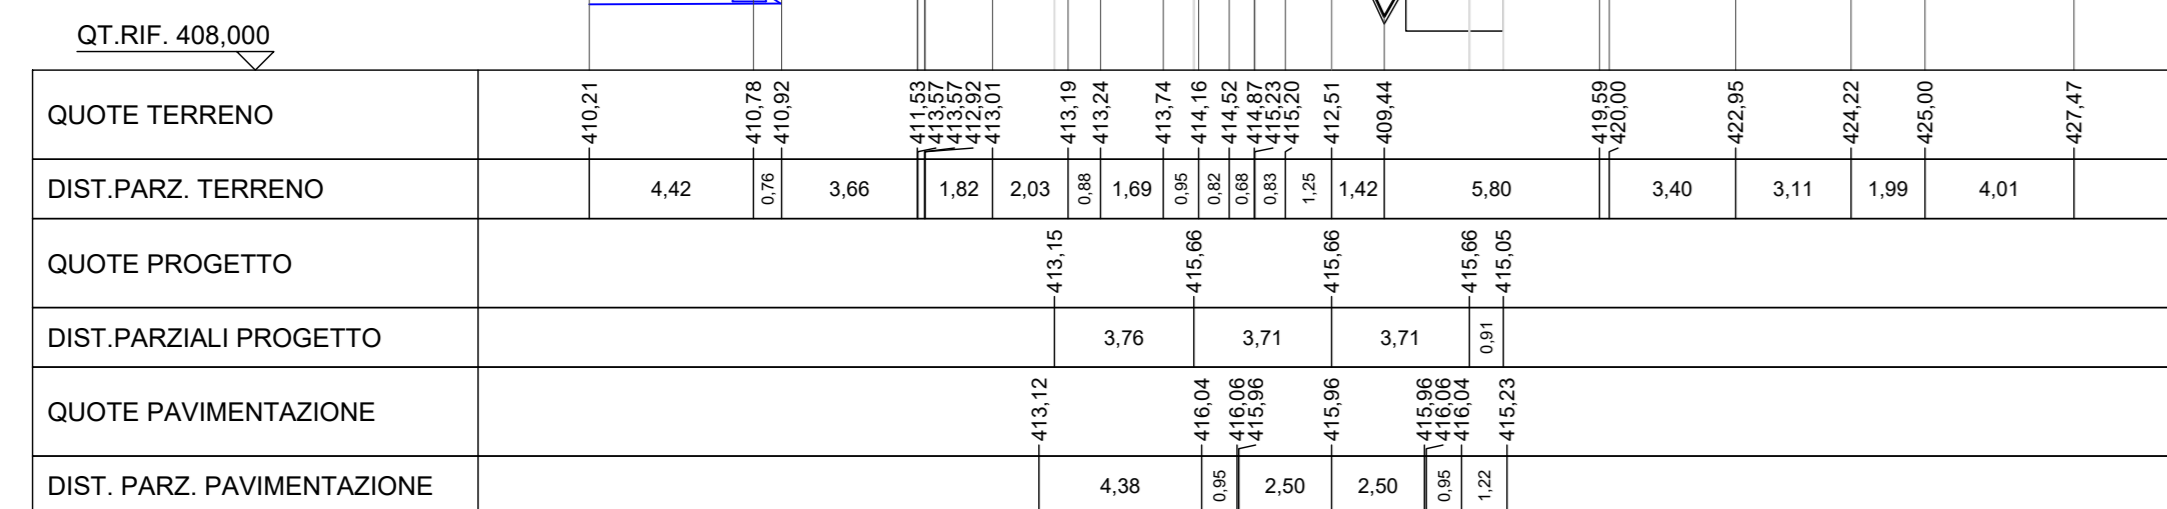 QT.RIF. 408,000
QUOTE TERRENO 410,21 410,78 410,92 411,53 413,57 413,57 412,92 413,01 413,19 413,24 413,74 414,16 414,52 414,87 415,23 415,20 412,51 409,44 419,59 420,00 422,95 424,22 425,00 427,47
DIST.PARZ. TERRENO 4,42 0,76 3,66 1,82 2,03 0,88 1,69 0,95 0,82 0,68 0,83 1,25 1,42 5,80 3,40 3,11 1,99 4,01
QUOTE PROGETTO 413,15 415,66 415,66 415,66 415,05
DIST.PARZIALI PROGETTO 3,76 3,71 3,71 0,91
QUOTE PAVIMENTAZIONE 413,12 416,04 416,06 415,96 415,96 415,96 416,06 416,04 415,23
DIST. PARZ. PAVIMENTAZIONE 4,38 0,95 2,50 2,50 0,95 1,22